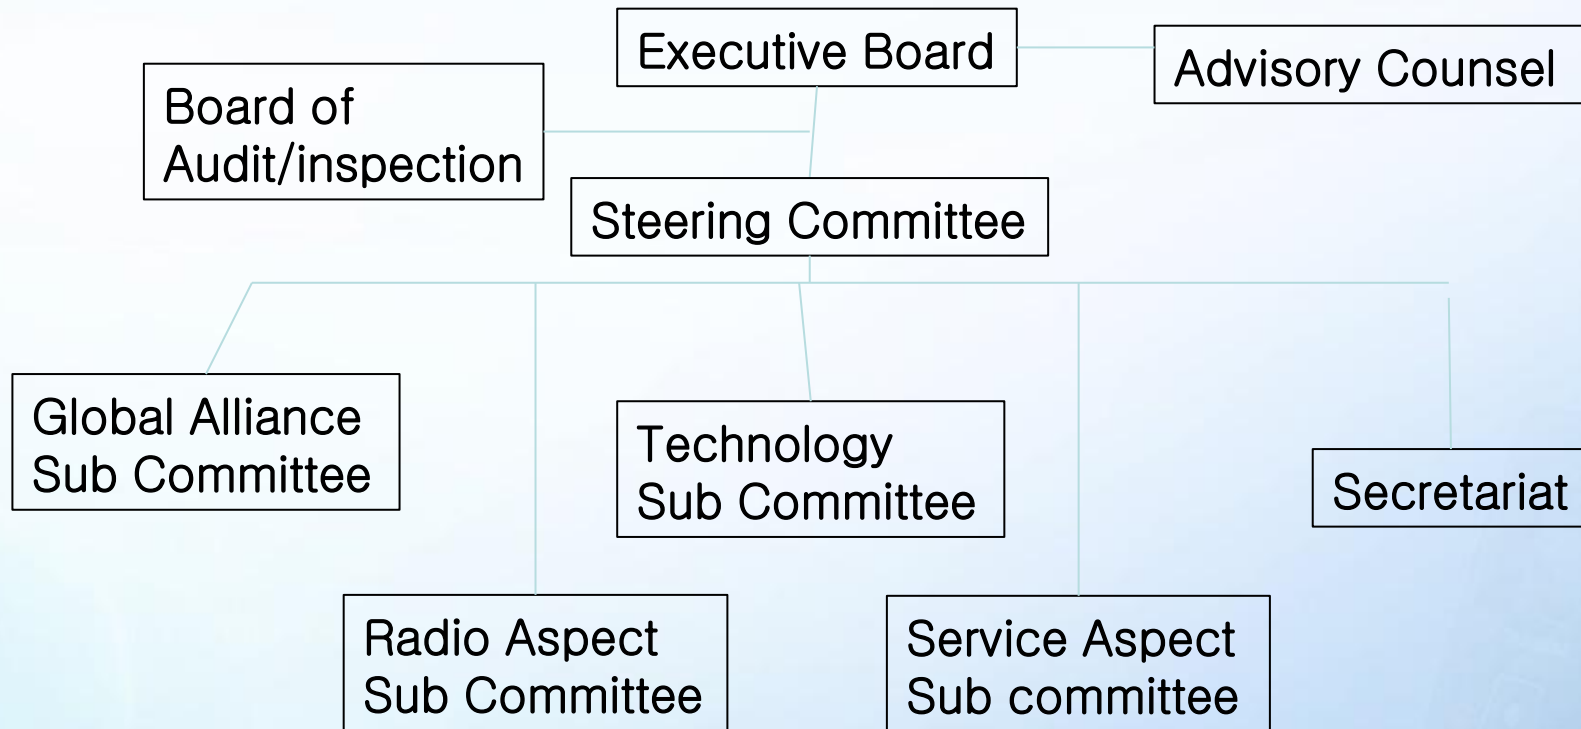 Executive Board
Advisory Counsel
Board of
Audit/inspection
Steering Committee
Global Alliance
Sub Committee
Technology
Sub Committee
Secretariat
Radio Aspect
Sub Committee
Service Aspect
Sub committee